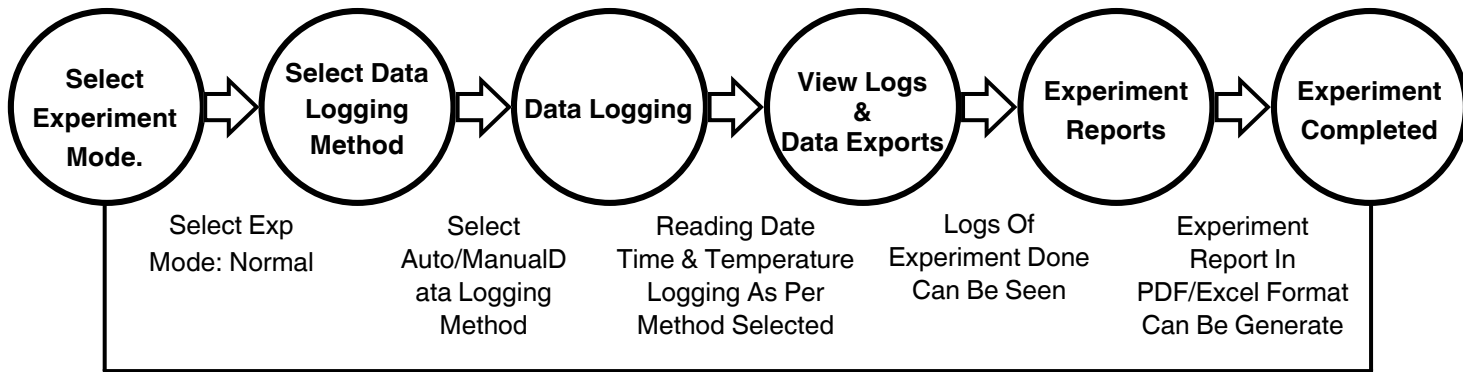 Select
Experiment
Mode.
Select Data
Logging
Method
Data Logging
View Logs
&
Data Exports
Experiment
Reports
Experiment
Completed
Select Exp
Mode: Normal
Select
Auto/ManualD
ata Logging
Method
Reading Date
Time & Temperature
Logging As Per
Method Selected
Logs Of
Experiment Done
Can Be Seen
Experiment
Report In
PDF/Excel Format
Can Be Generate